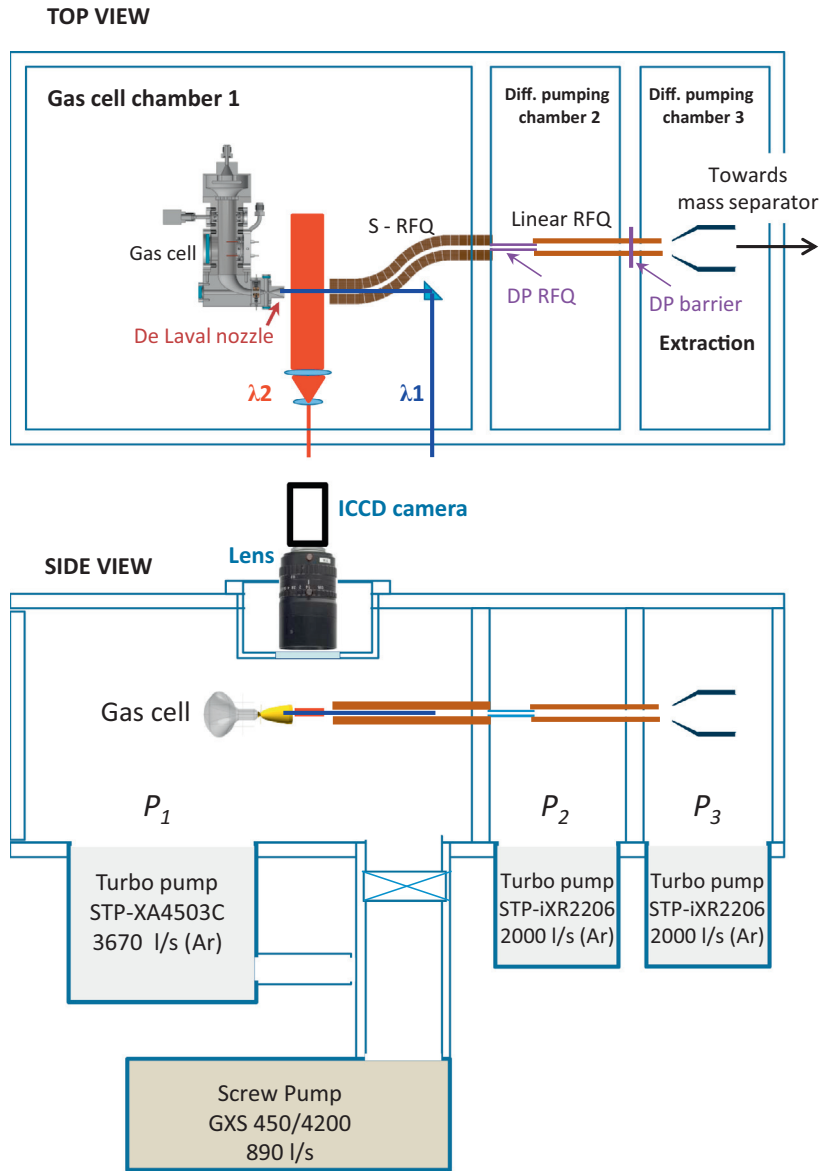 TOP VIEW
Gas cell chamber 1
Diff. pumping
chamber 2
Diff. pumping
chamber 3
Towards
mass separator
S - RFQ
Linear RFQ
Gas cell
DP RFQ
DP barrier
De Laval nozzle
Extraction
λ2
λ1
ICCD camera
Lens
SIDE VIEW
Gas cell
P1
P2
P3
Turbo pump
STP-XA4503C
3670 l/s (Ar)
Turbo pump
STP-iXR2206
2000 l/s (Ar)
Turbo pump
STP-iXR2206
2000 l/s (Ar)
Screw Pump
GXS 450/4200
890 l/s